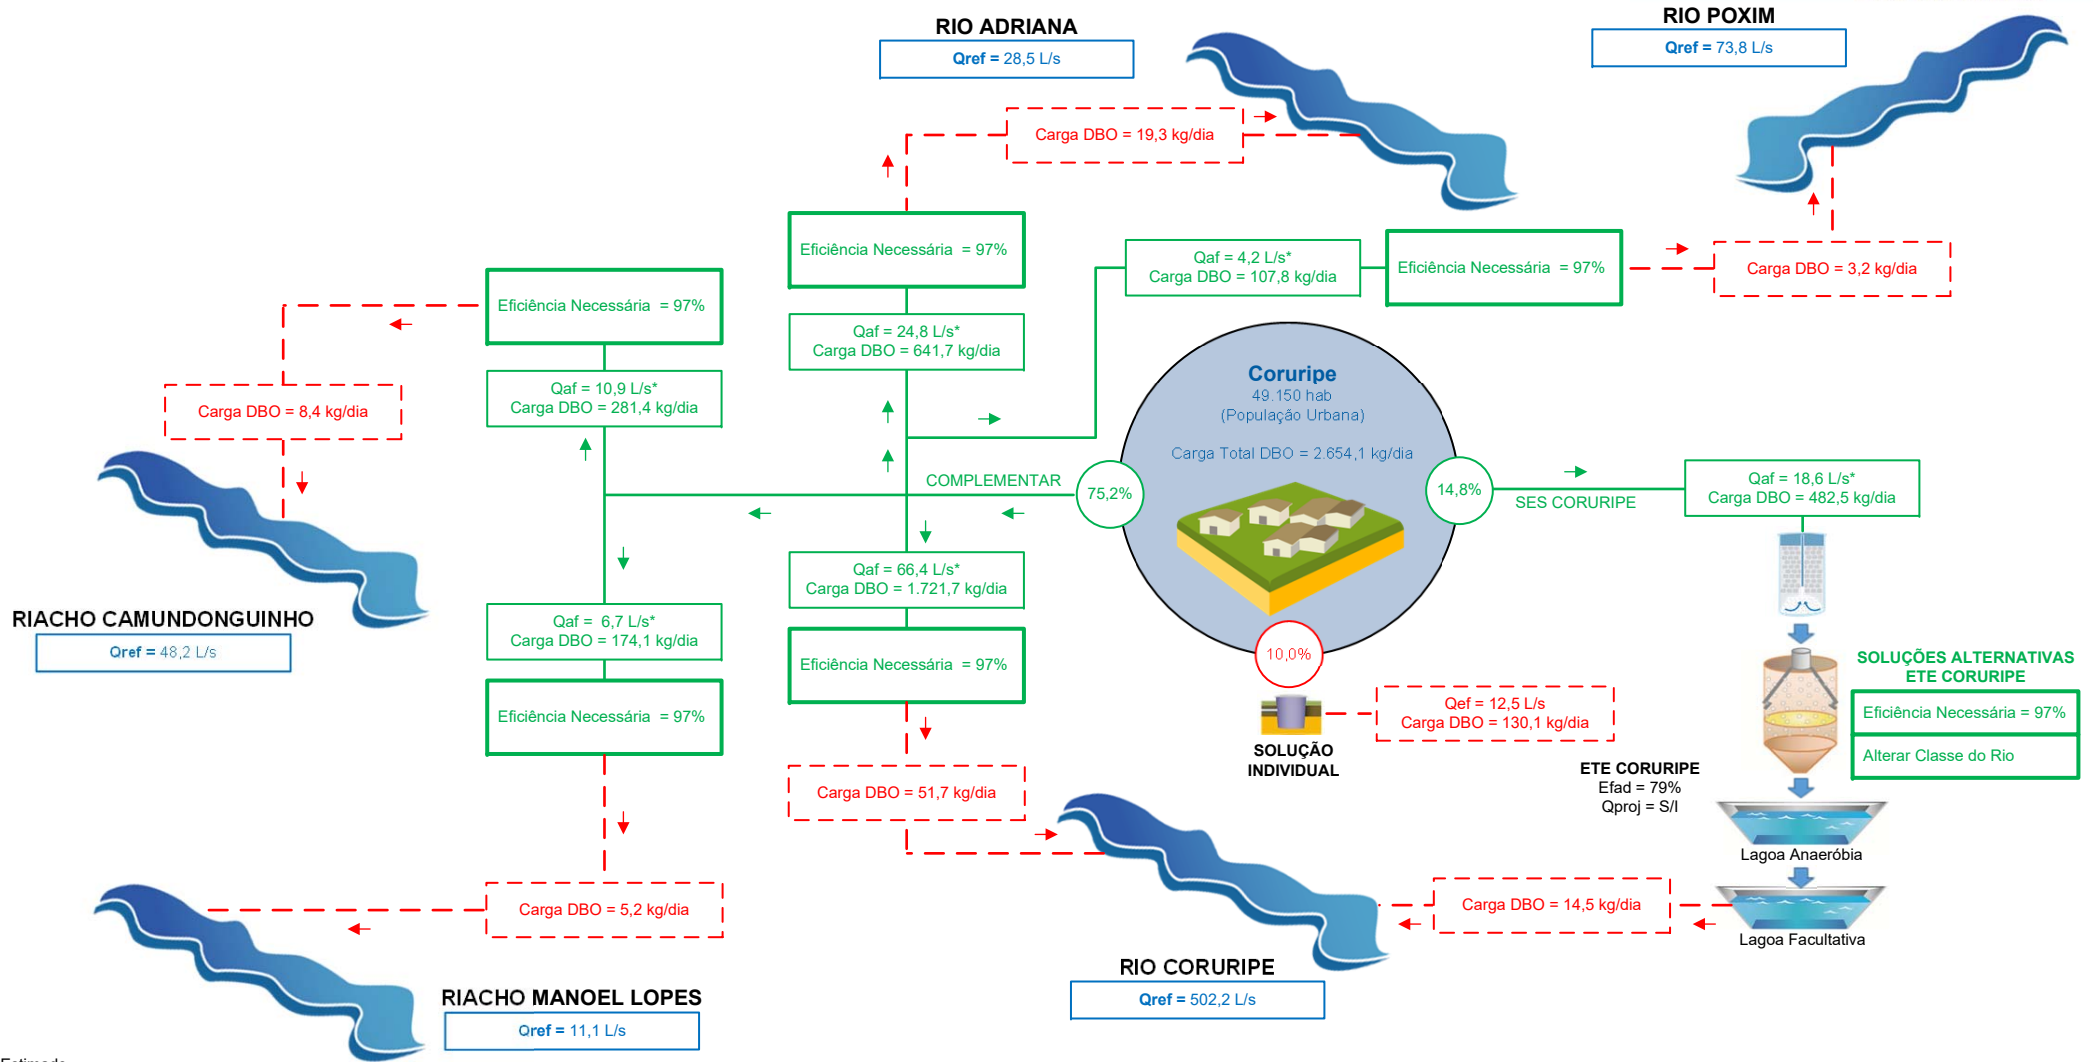 RIO ADRIANA
Qref = 28,5 L/s
RIO POXIM
Qref = 73,8 L/s
Carga DBO = 19,3 kg/dia
Eficiência Necessária = 97%
Qaf = 4,2 L/s*
Carga DBO = 107,8 kg/dia
Eficiência Necessária = 97%
Carga DBO = 3,2 kg/dia
Eficiência Necessária = 97%
Qaf = 24,8 L/s*
Carga DBO = 641,7 kg/dia
Qaf = 10,9 L/s*
Carga DBO = 281,4 kg/dia
Carga DBO = 8,4 kg/dia
Coruripe
49.150 hab
(População Urbana)
Carga Total DBO = 2.654,1 kg/dia
COMPLEMENTAR
75,2%
14,8%
SES CORURIPE
Qaf = 18,6 L/s*
Carga DBO = 482,5 kg/dia
RIACHO CAMUNDONGUINHO
Qref = 48,2 L/s
Qaf = 6,7 L/s*
Carga DBO = 174,1 kg/dia
Qaf = 66,4 L/s*
Carga DBO = 1.721,7 kg/dia
Eficiência Necessária = 97%
Eficiência Necessária = 97%
10,0%
Qef = 12,5 L/s
Carga DBO = 130,1 kg/dia
SOLUÇÃO
INDIVIDUAL
SOLUÇÕES ALTERNATIVAS
ETE CORURIPE
Eficiência Necessária = 97%
Alterar Classe do Rio
ETE CORURIPE
Efad = 79%
Qproj = S/I
Carga DBO = 51,7 kg/dia
Lagoa Anaeróbia
Carga DBO = 5,2 kg/dia
Carga DBO = 14,5 kg/dia
Lagoa Facultativa
RIO CORURIPE
Qref = 502,2 L/s
RIACHO MANOEL LOPES
Qref = 11,1 L/s